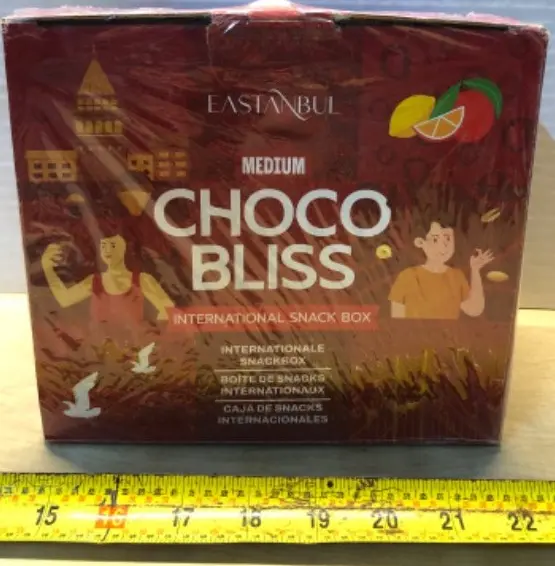 EASTANBUL
MEDIUM
CHOCO
BLISS
INTERNATIONAL SNACK BOX
INTERNATIONALE
SNACKBOX
BOÎTE DE SNACKS
INTERNATIONAUX
CAJA DE SNACKS
INTERNACIONALES
15 16 17 18 19 20 21 22